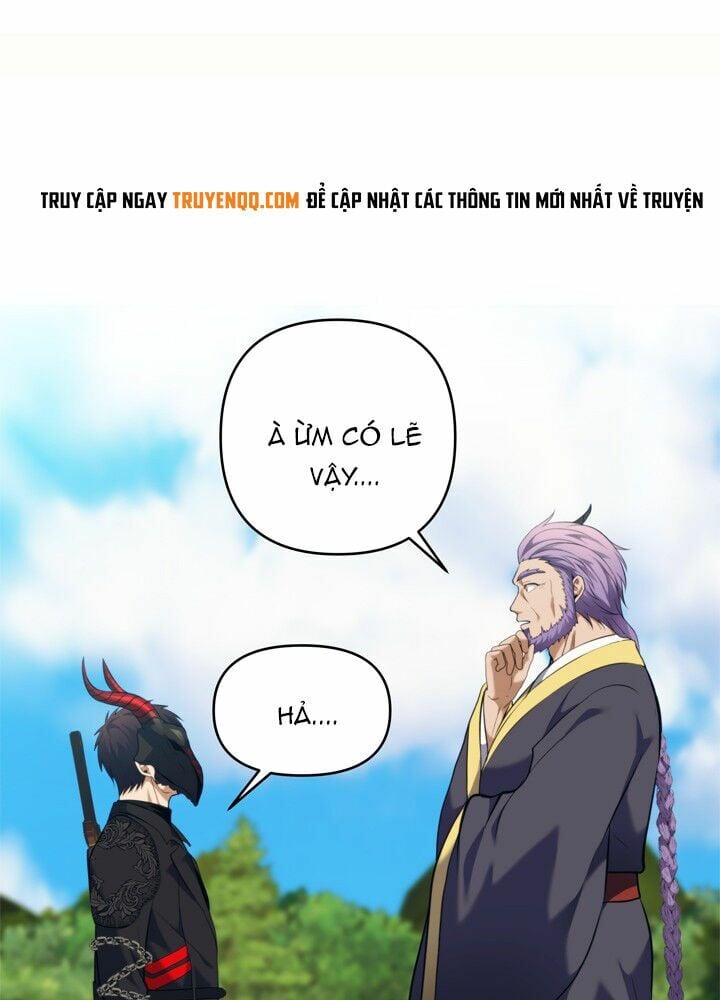 TRUY CẬP NGAY TRUYENQQ.COM ĐỂ CẬP NHẬT CÁC THÔNG TIN MỚI NHẤT VỀ TRUYỆN
À ỪM CÓ LẼ
VẬY....
HẢ....